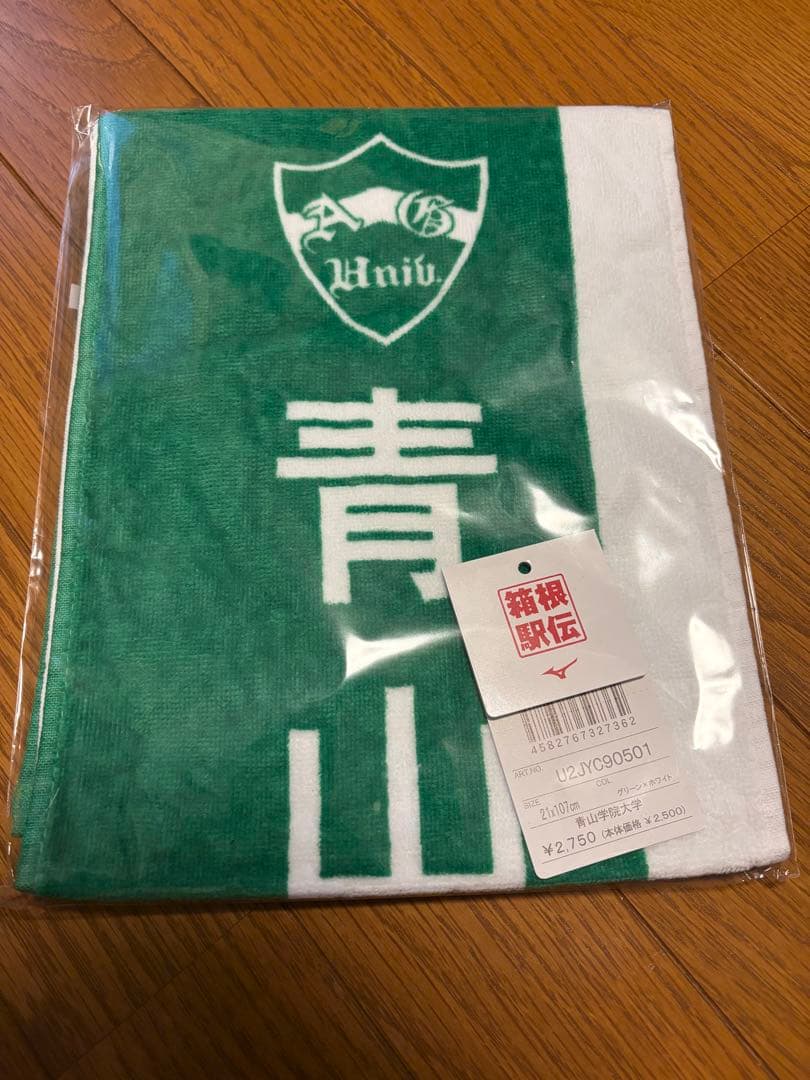 A G
Univ.
青
山
箱根
駅伝
4582767327362
ART.NO. U2JYC90501
COL グリーン×ホワイト
SIZE 21x107cm
青山学院大学
¥2,750 (本体価格 ¥2,500)